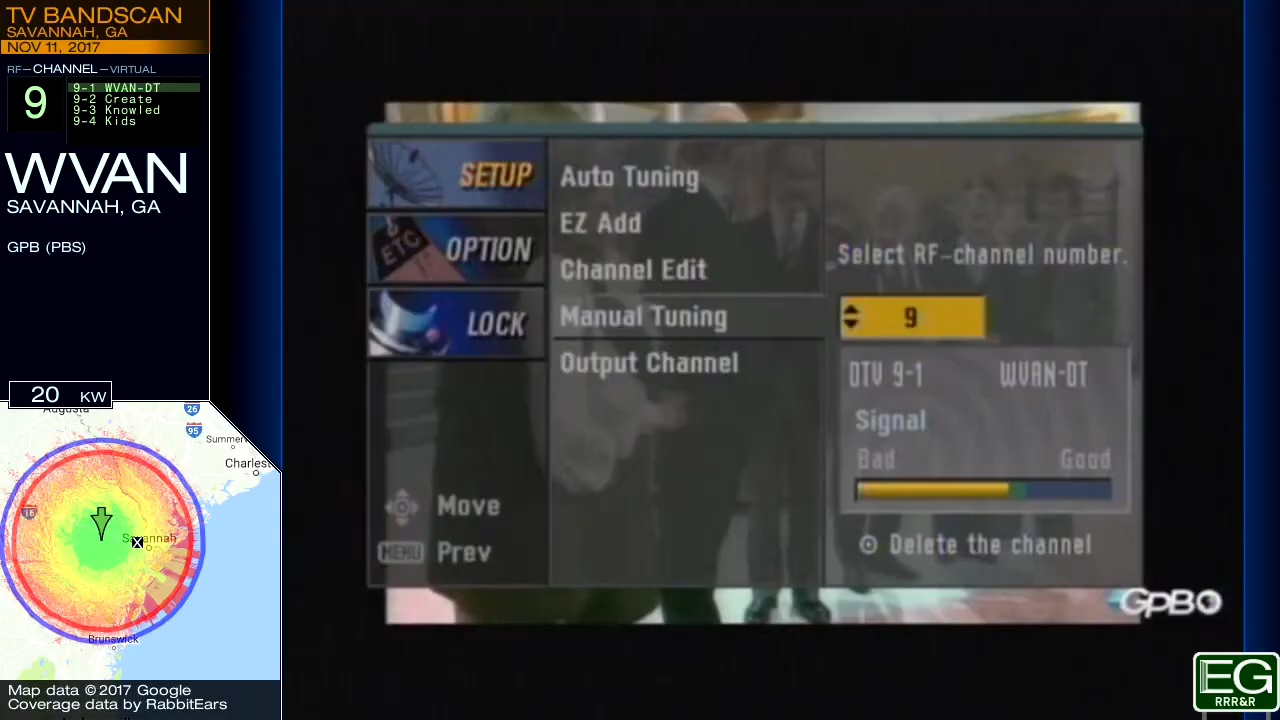 TV BANDSCAN
SAVANNAH, GA
NOV 11, 2017
RF–CHANNEL–VIRTUAL
9
9-1 WVAN-DT
9-2 Create
9-3 Knowled
9-4 Kids
WVAN
SAVANNAH, GA
GPB (PBS)
20 KW
Augusta
26
95
Summerv
Charlest
16
Savannah
Brunswick
Map data ©2017 Google
Coverage data by RabbitEars
SETUP
ETC
OPTION
LOCK
Auto Tuning
EZ Add
Channel Edit
Manual Tuning
Output Channel
Move
MENU Prev
Select RF-channel number.
9
DTV 9-1 WVAN-DT
Signal
Bad Good
Delete the channel
GPB
EG
RRR&R